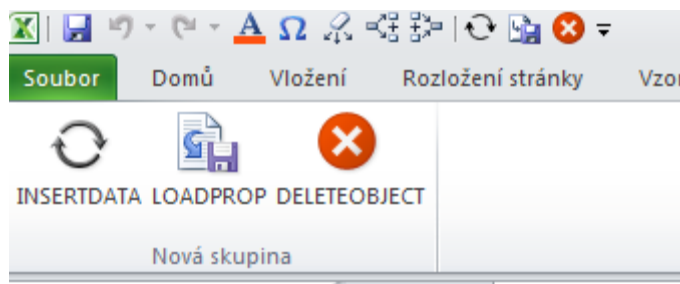 Soubor Domů Vložení Rozložení stránky
INSERTDATA LOADPROP DELETEOBJECT
Nová skupina